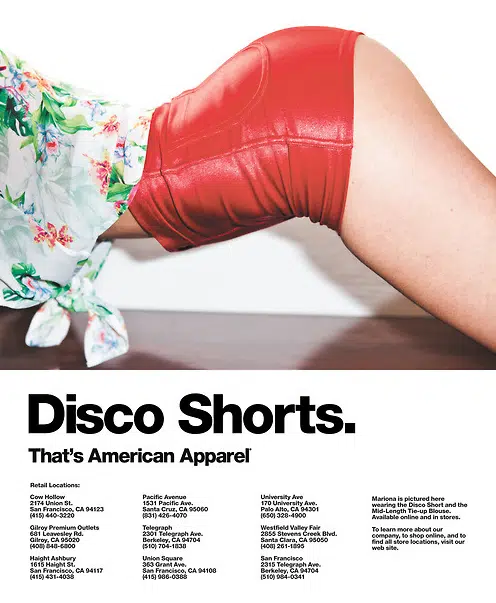 Disco Shorts.
That's American Apparel
Retail Locations:
Cow Hollow
2174 Union St.
San Francisco, CA 94123
(415) 440-3220
Gilroy Premium Outlets
681 Leavesley Rd.
Gilroy, CA 95020
(408) 848-6800
Haight Ashbury
1615 Haight St.
San Francisco, CA 94117
(415) 431-4038
Pacific Avenue
1531 Pacific Ave.
Santa Cruz, CA 95060
(831) 426-4070
Telegraph
2301 Telegraph Ave.
Berkeley, CA 94704
(510) 704-1838
Union Square
363 Grant Ave.
San Francisco, CA 94108
(415) 986-0388
University Ave
170 University Ave.
Palo Alto, CA 94301
(650) 328-4900
Westfield Valley Fair
2855 Stevens Creek Blvd.
Santa Clara, CA 95050
(408) 261-1895
San Francisco
2315 Telegraph Ave.
Berkeley, CA 94704
(510) 984-0341
Mariona is pictured here
wearing the Disco Short and the
Mid-Length Tie-up Blouse.
Available online and in stores.
To learn more about our
company, to shop online, and to
find all store locations, visit our
web site.